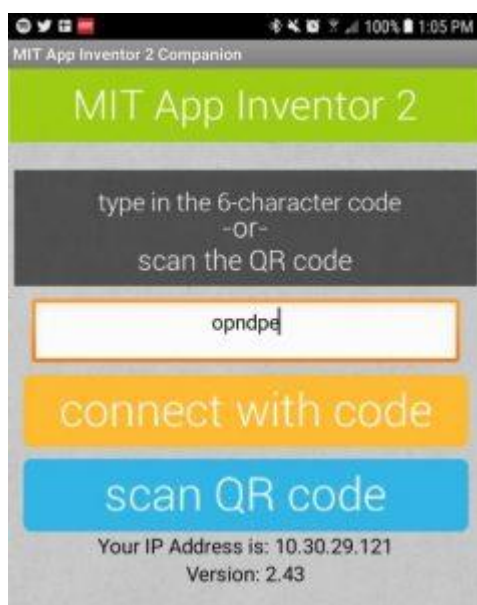 100% 1:05 PM
MIT App Inventor 2 Companion
MIT App Inventor 2
type in the 6-character code
-or-
scan the QR code
opndpe
connect with code
scan QR code
Your IP Address is: 10.30.29.121
Version: 2.43